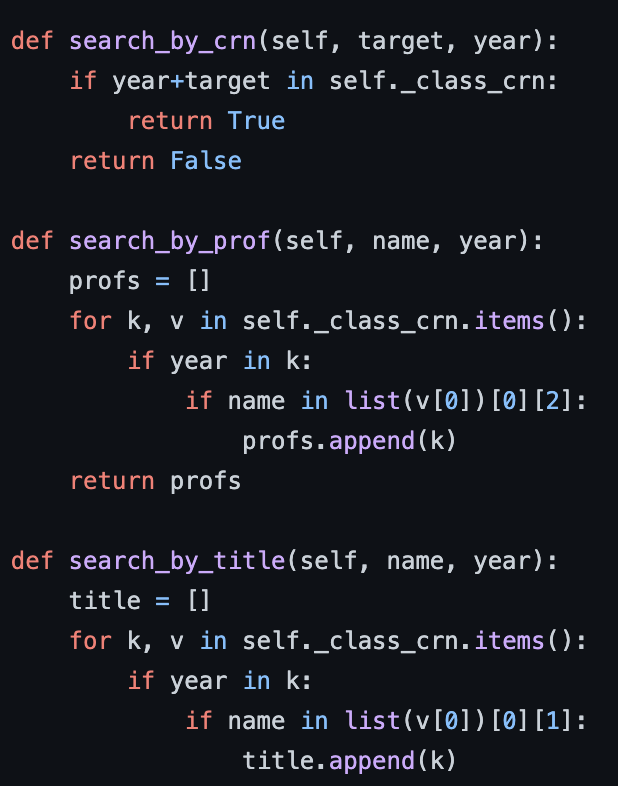 def search_by_crn(self, target, year):
    if year+target in self._class_crn:
        return True
    return False

def search_by_prof(self, name, year):
    profs = []
    for k, v in self._class_crn.items():
        if year in k:
            if name in list(v[0])[0][2]:
                profs.append(k)
    return profs

def search_by_title(self, name, year):
    title = []
    for k, v in self._class_crn.items():
        if year in k:
            if name in list(v[0])[0][1]:
                title.append(k)